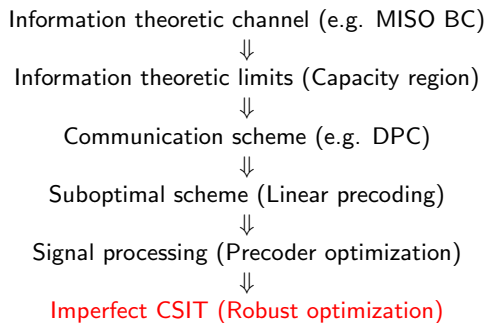 Information theoretic channel (e.g. MISO BC)
⇓
Information theoretic limits (Capacity region)
⇓
Communication scheme (e.g. DPC)
⇓
Suboptimal scheme (Linear precoding)
⇓
Signal processing (Precoder optimization)
⇓
Imperfect CSIT (Robust optimization)